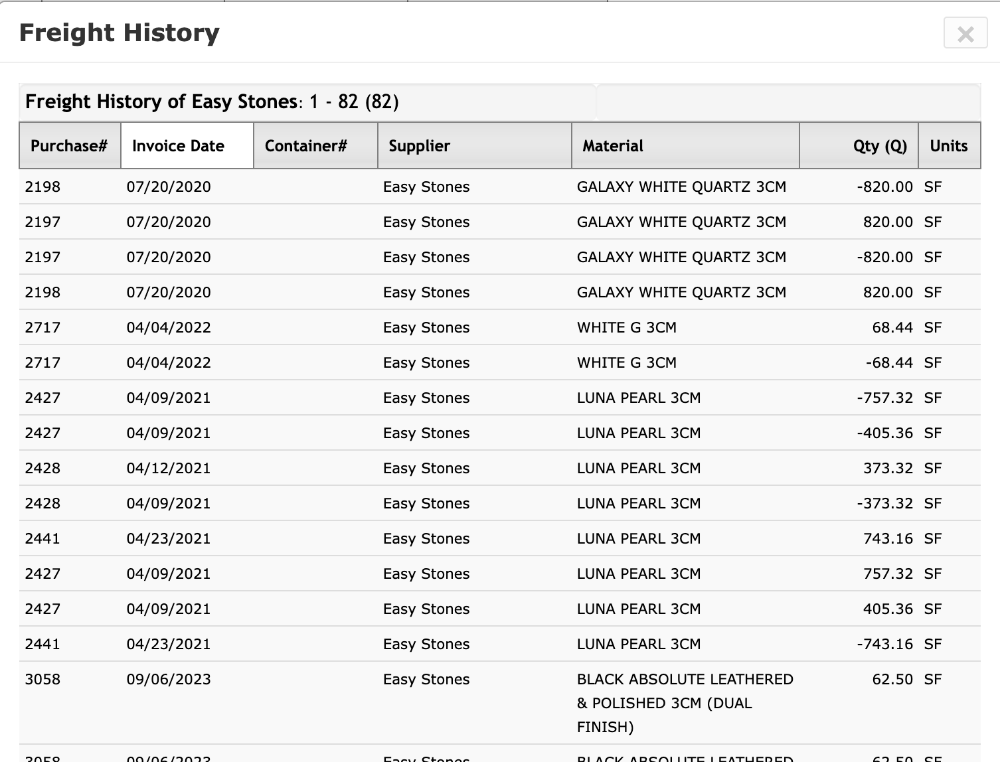 Freight History
Freight History of Easy Stones: 1 - 82 (82)
Purchase# Invoice Date Container# Supplier Material Qty (Q) Units
2198 07/20/2020 Easy Stones GALAXY WHITE QUARTZ 3CM -820.00 SF
2197 07/20/2020 Easy Stones GALAXY WHITE QUARTZ 3CM 820.00 SF
2197 07/20/2020 Easy Stones GALAXY WHITE QUARTZ 3CM -820.00 SF
2198 07/20/2020 Easy Stones GALAXY WHITE QUARTZ 3CM 820.00 SF
2717 04/04/2022 Easy Stones WHITE G 3CM 68.44 SF
2717 04/04/2022 Easy Stones WHITE G 3CM -68.44 SF
2427 04/09/2021 Easy Stones LUNA PEARL 3CM -757.32 SF
2427 04/09/2021 Easy Stones LUNA PEARL 3CM -405.36 SF
2428 04/12/2021 Easy Stones LUNA PEARL 3CM 373.32 SF
2428 04/09/2021 Easy Stones LUNA PEARL 3CM -373.32 SF
2441 04/23/2021 Easy Stones LUNA PEARL 3CM 743.16 SF
2427 04/09/2021 Easy Stones LUNA PEARL 3CM 757.32 SF
2427 04/09/2021 Easy Stones LUNA PEARL 3CM 405.36 SF
2441 04/23/2021 Easy Stones LUNA PEARL 3CM -743.16 SF
3058 09/06/2023 Easy Stones BLACK ABSOLUTE LEATHERED 62.50 SF
& POLISHED 3CM (DUAL
FINISH)
3058 09/06/2023 Easy Stones BLACK ABSOLUTE LEATHERED 62.50 SF